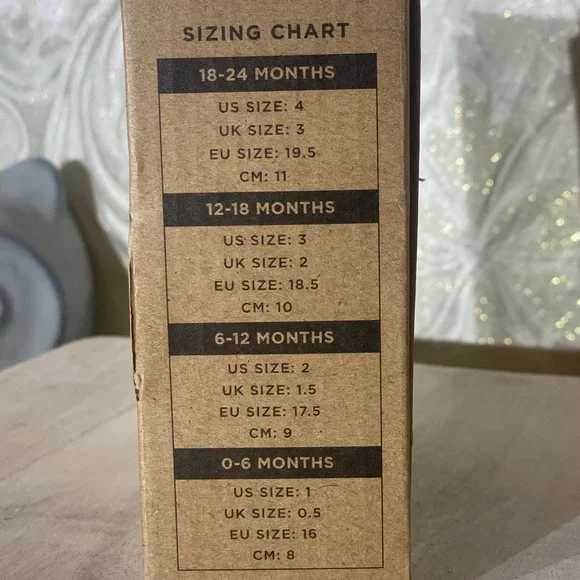 SIZING CHART
18-24 MONTHS
US SIZE: 4
UK SIZE: 3
EU SIZE: 19.5
CM: 11
12-18 MONTHS
US SIZE: 3
UK SIZE: 2
EU SIZE: 18.5
CM: 10
6-12 MONTHS
US SIZE: 2
UK SIZE: 1.5
EU SIZE: 17.5
CM: 9
0-6 MONTHS
US SIZE: 1
UK SIZE: 0.5
EU SIZE: 16
CM: 8